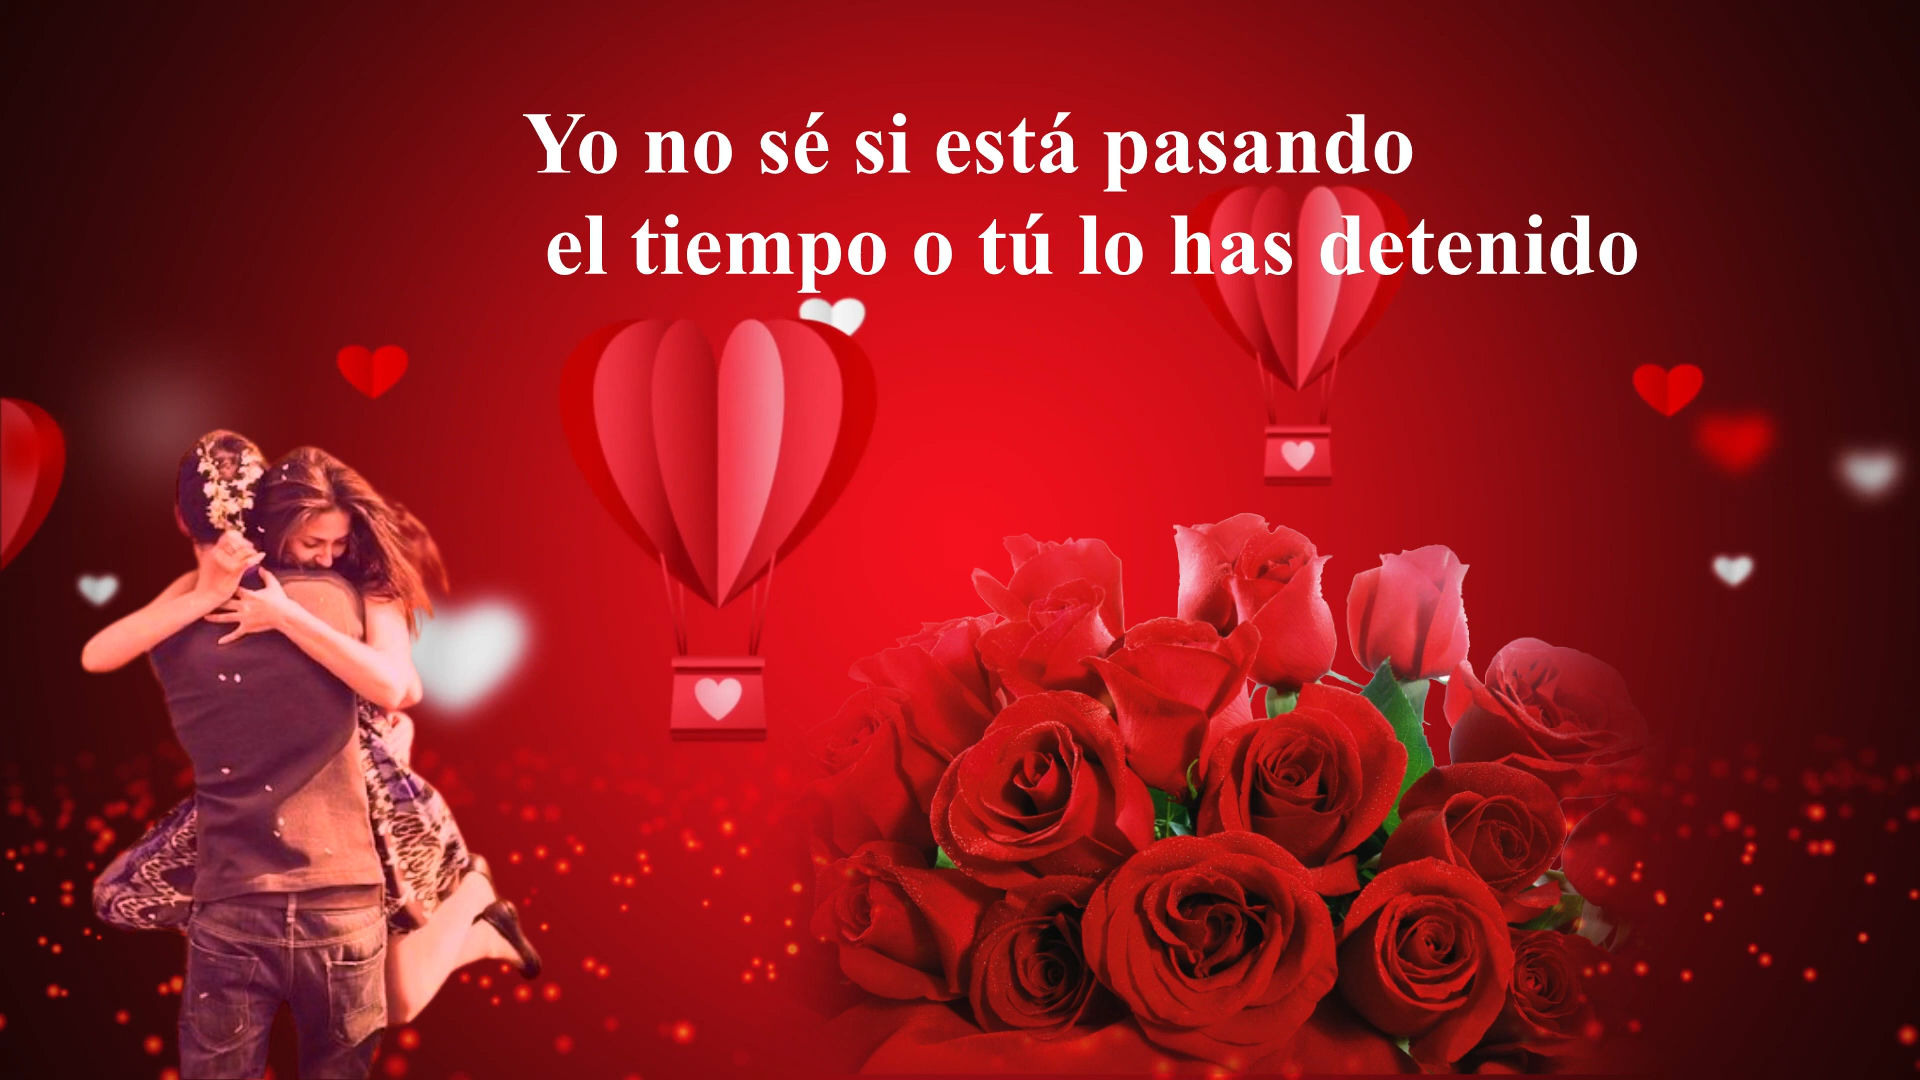 Yo no sé si está pasando
el tiempo o tú lo has detenido